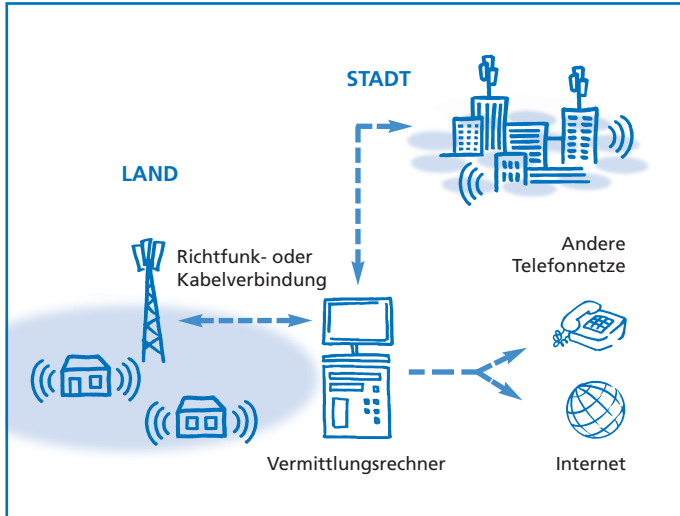 STADT
LAND
Richtfunk- oder
Kabelverbindung
Andere
Telefonnetze
Vermittlungsrechner
Internet